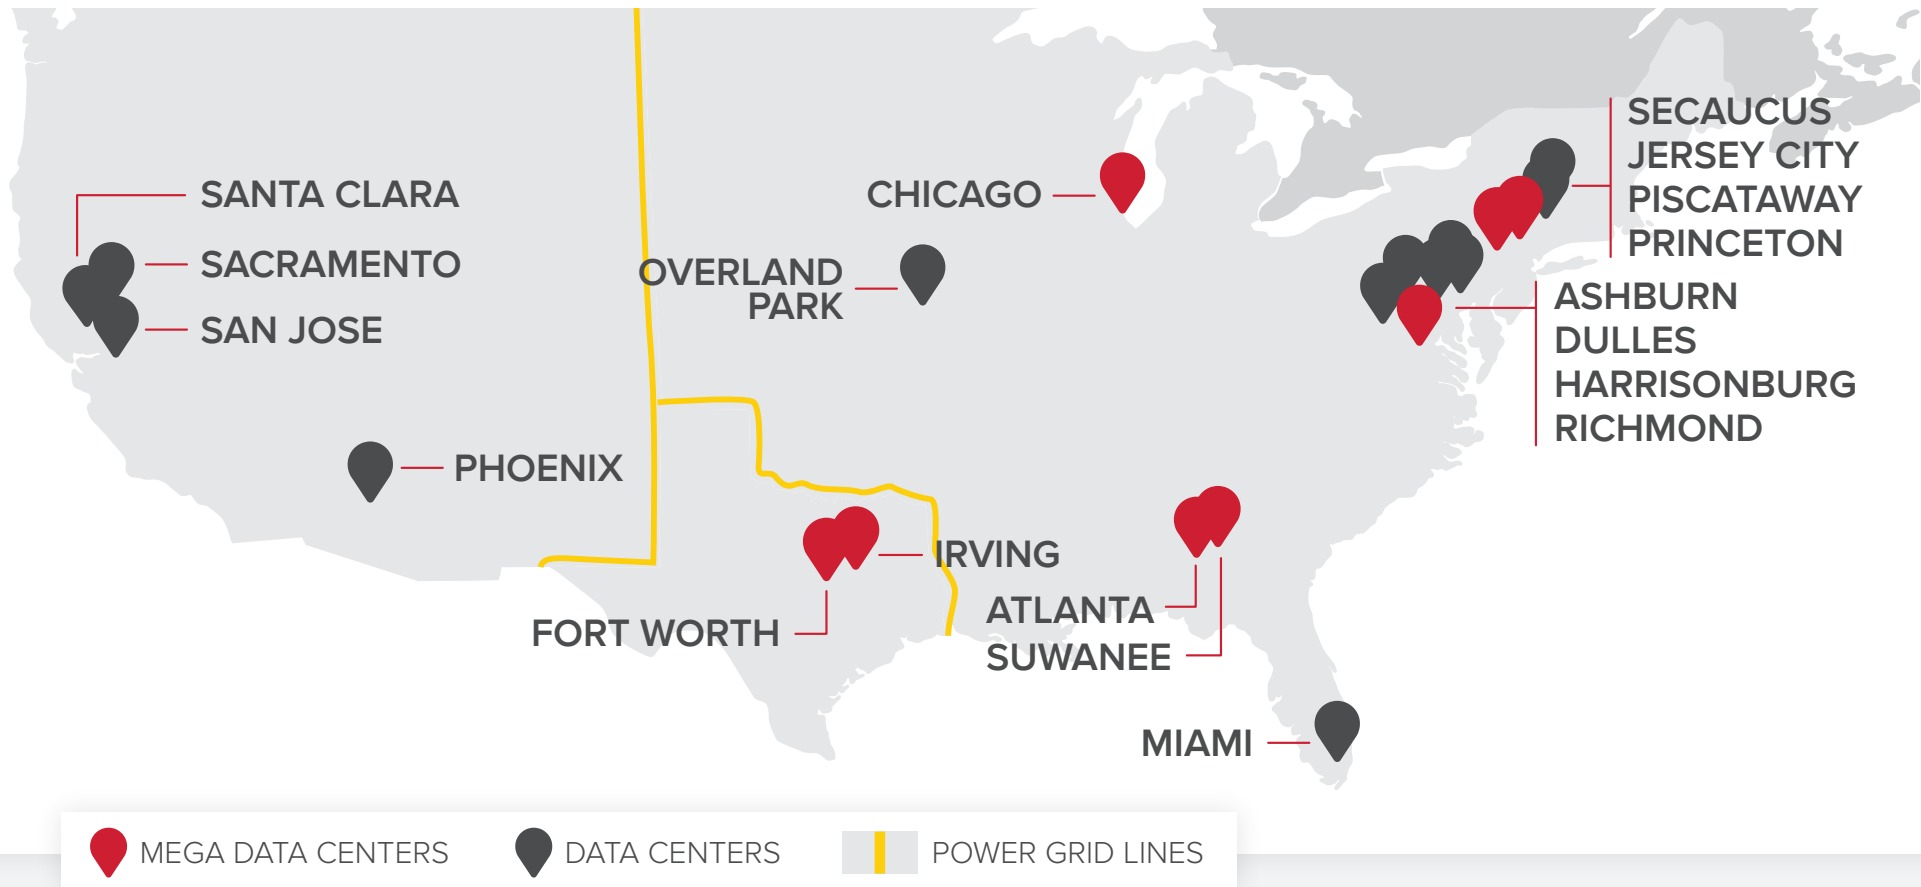 SECAUCUS
JERSEY CITY
PISCATAWAY
PRINCETON
SANTA CLARA
CHICAGO
SACRAMENTO
OVERLAND
PARK
SAN JOSE
ASHBURN
DULLES
HARRISONBURG
RICHMOND
PHOENIX
IRVING
FORT WORTH
ATLANTA
SUWANEE
MIAMI
MEGA DATA CENTERS
DATA CENTERS
POWER GRID LINES